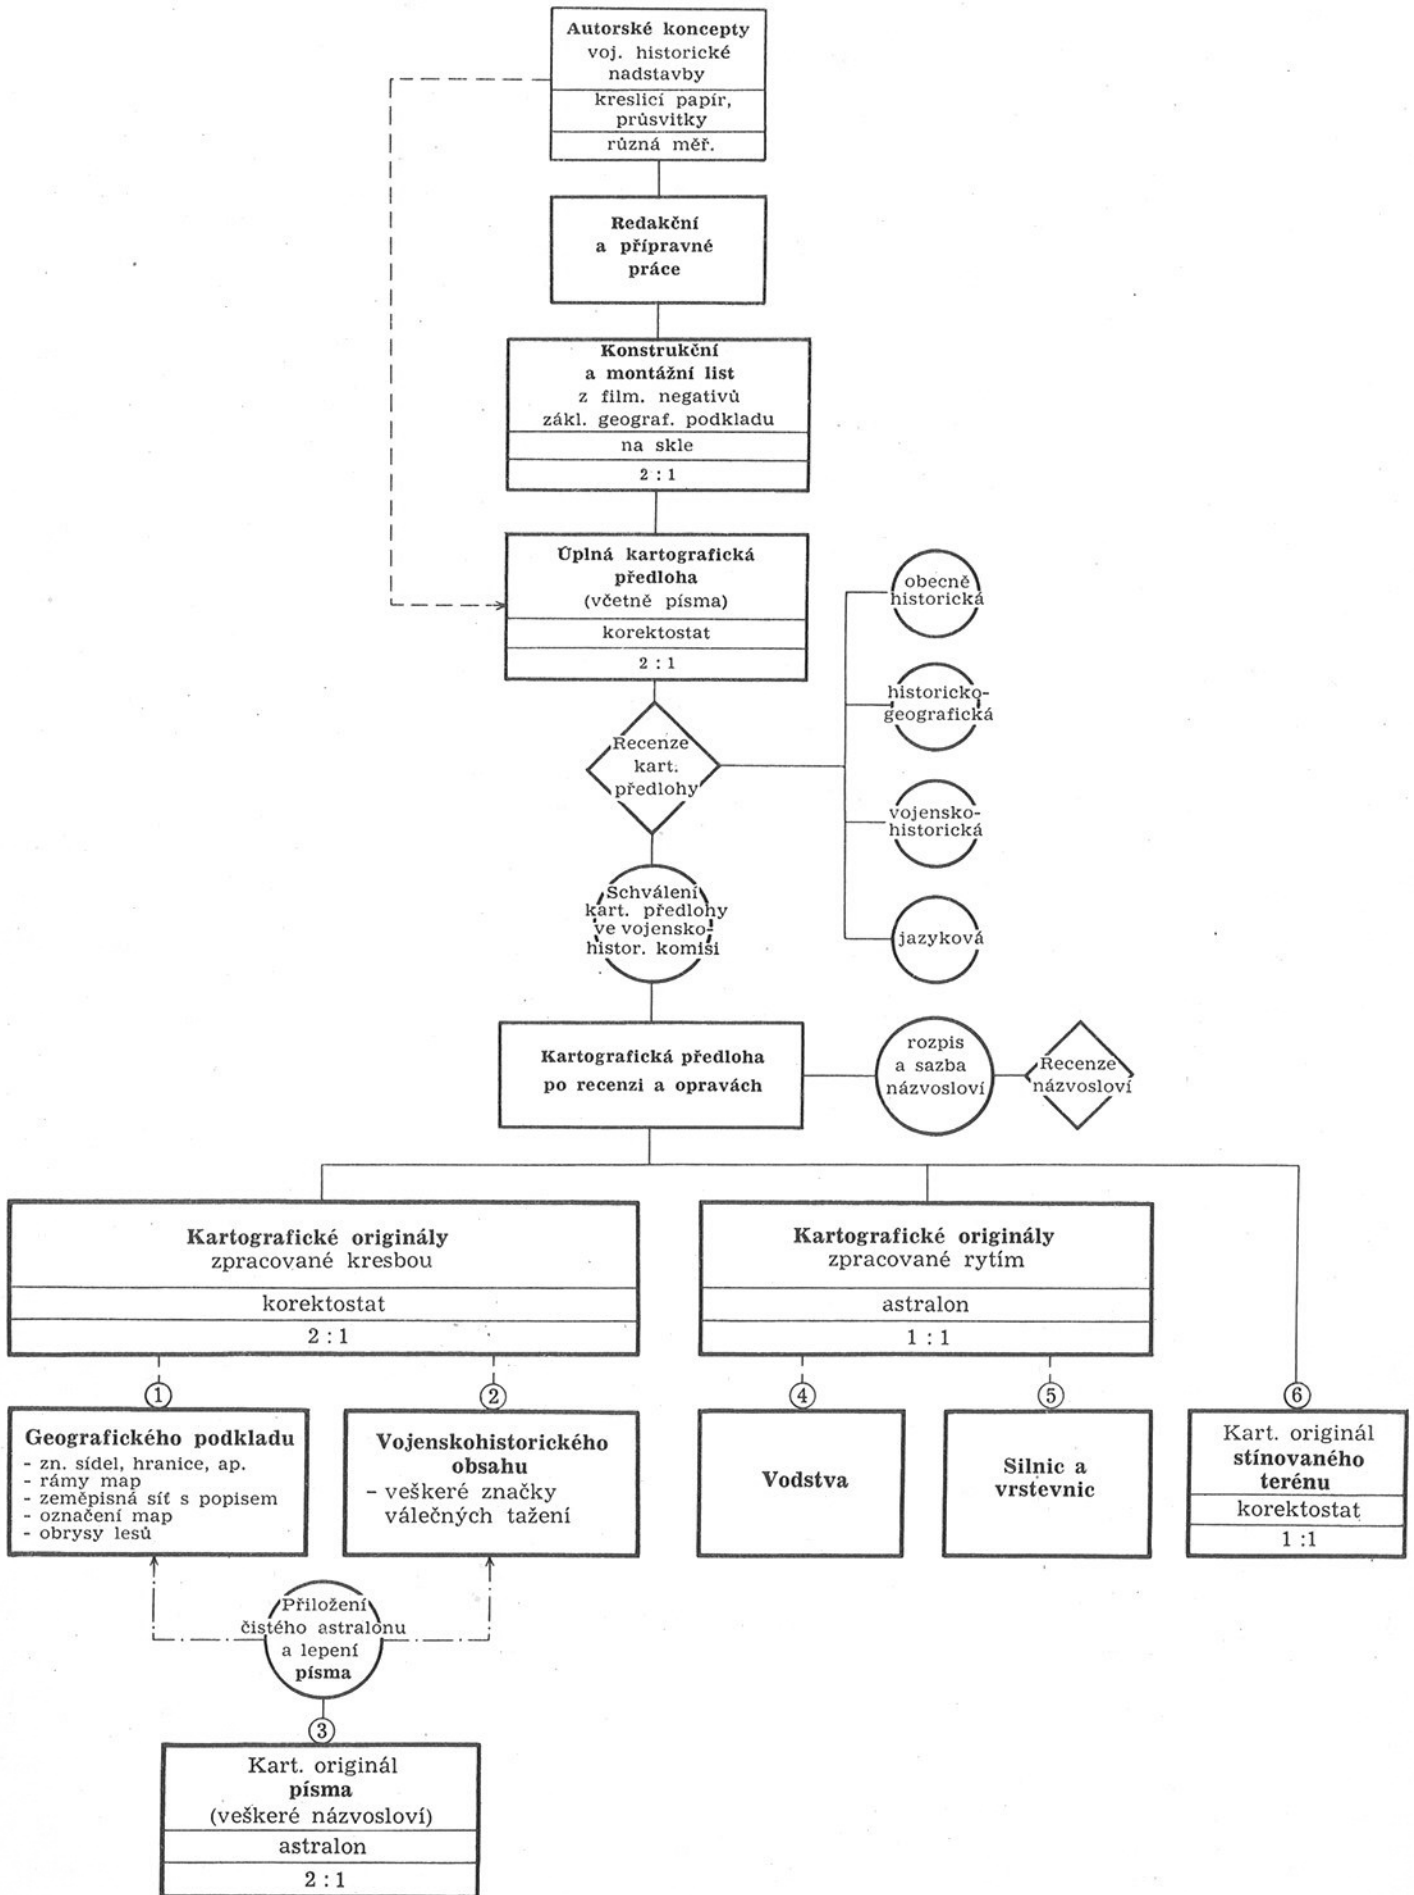 Autorské koncepty
voj. historické
nadstavby
kreslicí papír,
průsvitky
různá měř.
Redakční
a přípravné
práce
Konstrukční
a montážní list
z film. negativů
zákl. geograf. podkladu
na skle
2 : 1
Úplná kartografická
předloha
(včetně písma)
korektostat
2 : 1
Recenze
kart.
předlohy
obecně
historická
historicko-
geografická
vojensko-
historická
jazyková
Schválení
kart. předlohy
ve vojensko-
histor. komisi
Kartografická předloha
po recenzi a opravách
rozpis
a sazba
názvosloví
Recenze
názvosloví
Kartografické originály
zpracované kresbou
korektostat
2 : 1
Kartografické originály
zpracované rytím
astralon
1 : 1
1
Geografického podkladu
- zn. sídel, hranice, ap.
- rámy map
- zeměpisná síť s popisem
- označení map
- obrysy lesů
2
Vojenskohistorického
obsahu
- veškeré značky
válečných tažení
4
Vodstva
5
Silnic a
vrstevnic
6
Kart. originál
stínovaného
terénu
korektostat
1 :1
Přiložení
čistého astralonu
a lepení
písma
3
Kart. originál
písma
(veškeré názvosloví)
astralon
2 : 1